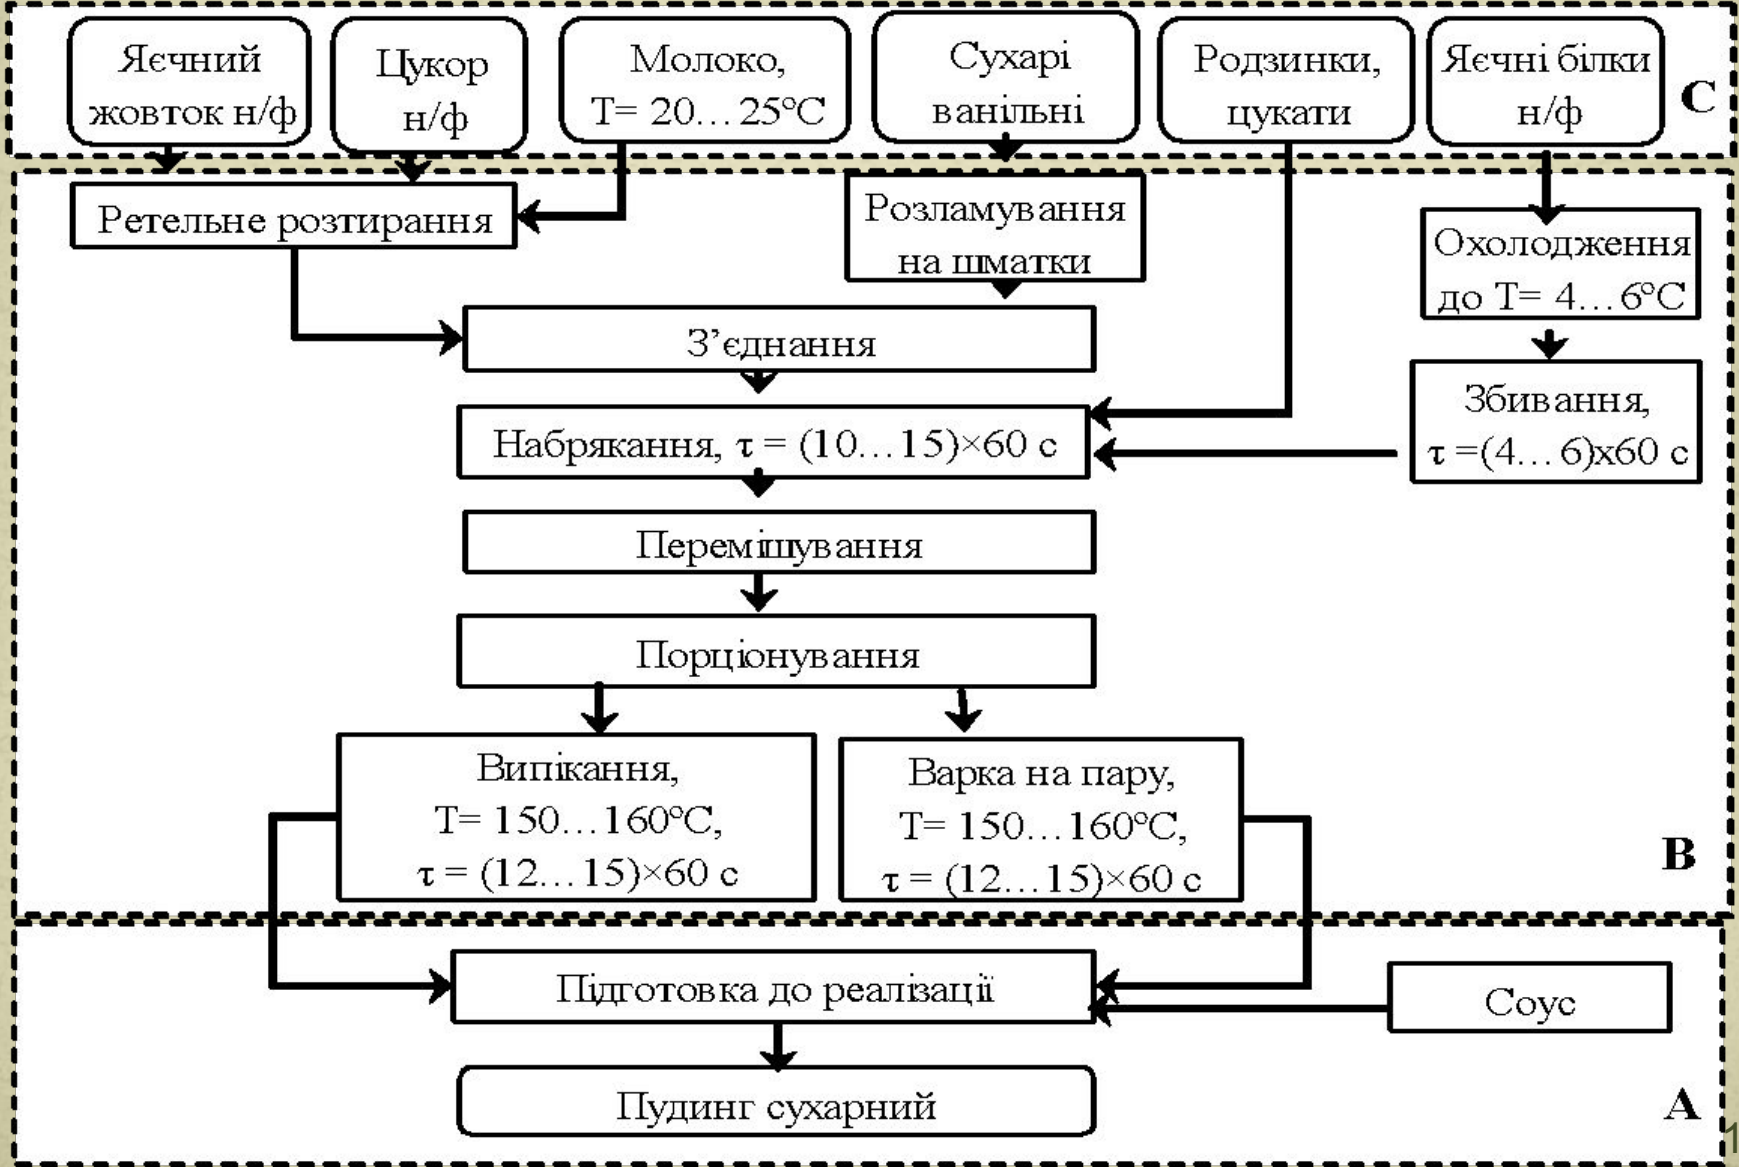 Яєчний
жовток н/ф
Цукор
н/ф
Молоко,
Т= 20...25°С
Сухарі
ванільні
Родзинки,
цукати
Яєчні білки
н/ф
С
Ретельне розтирання
Розламування
на шматки
Охолодження
до Т= 4...6°С
З’єднання
Збивання,
τ =(4...6)х60 с
Набрякання, τ = (10...15)×60 с
Перемішування
Порціонування
Випікання,
Т= 150...160°С,
τ = (12...15)×60 с
Варка на пару,
Т= 150...160°С,
τ = (12...15)×60 с
В
Підготовка до реалізації
Соус
Пудинг сухарний
А
1